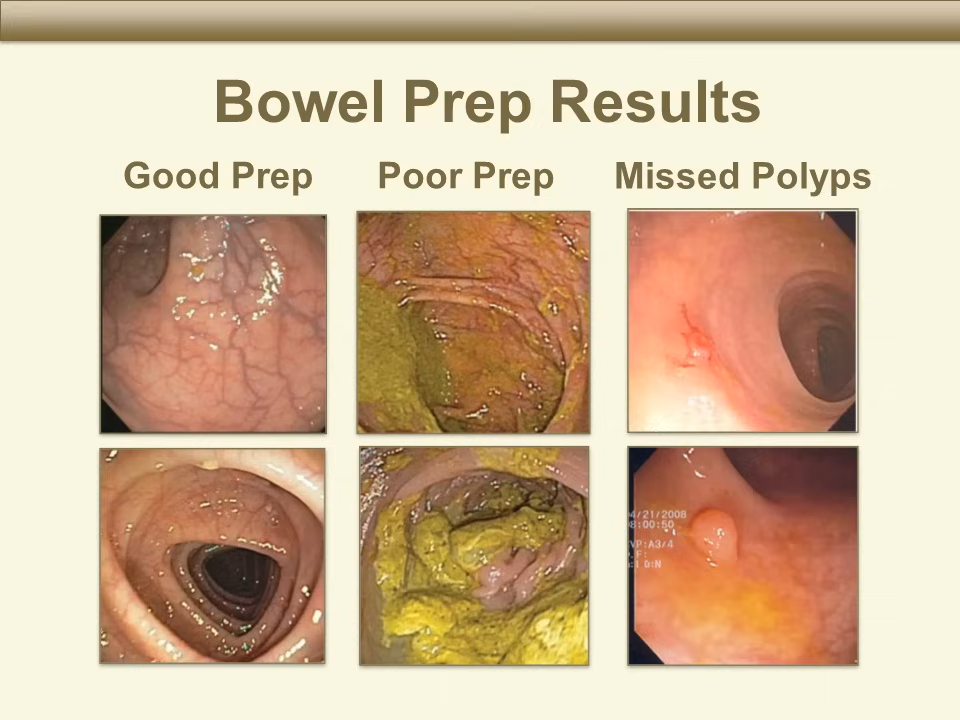 Bowel Prep Results
Good Prep Poor Prep Missed Polyps
4/21/2008
8:00:50
VP:A3/4